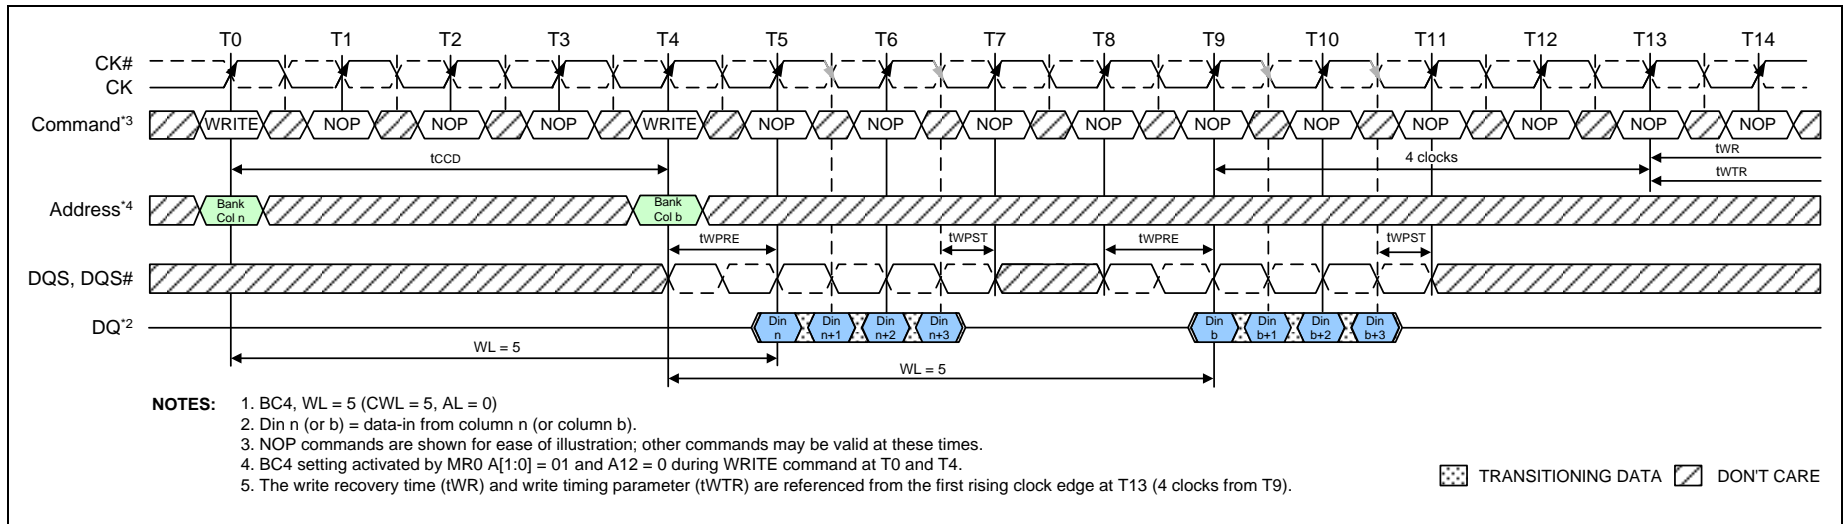 T0 T1 T2 T3 T4 T5 T6 T7 T8 T9 T10 T11 T12 T13 T14
CK#
CK
Command*3 WRITE NOP NOP NOP WRITE NOP NOP NOP NOP NOP NOP NOP NOP NOP NOP
tCCD 4 clocks tWR
tWTR
Address*4 Bank Col n Bank Col b
tWPRE tWPST tWPRE tWPST
DQS, DQS#
DQ*2 Din n Din n+1 Din n+2 Din n+3 Din b Din b+1 Din b+2 Din b+3
WL = 5
WL = 5
NOTES: 1. BC4, WL = 5 (CWL = 5, AL = 0)
2. Din n (or b) = data-in from column n (or column b).
3. NOP commands are shown for ease of illustration; other commands may be valid at these times.
4. BC4 setting activated by MR0 A[1:0] = 01 and A12 = 0 during WRITE command at T0 and T4.
5. The write recovery time (tWR) and write timing parameter (tWTR) are referenced from the first rising clock edge at T13 (4 clocks from T9).
TRANSITIONING DATA DON'T CARE